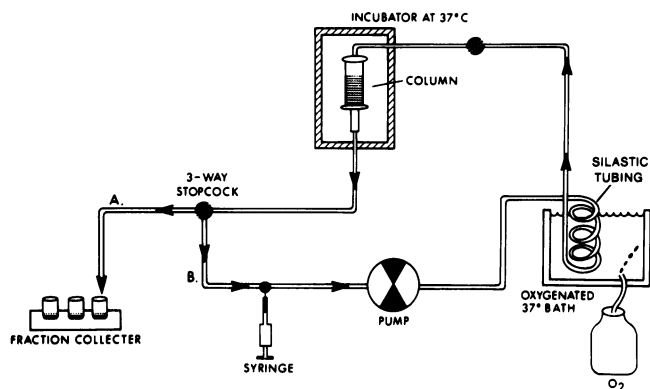 INCUBATOR AT 37°C
COLUMN
3-WAY
STOPCOCK
SILASTIC
TUBING
A.
B.
PUMP
OXYGENATED
37° BATH
FRACTION COLLECTER
SYRINGE
O2